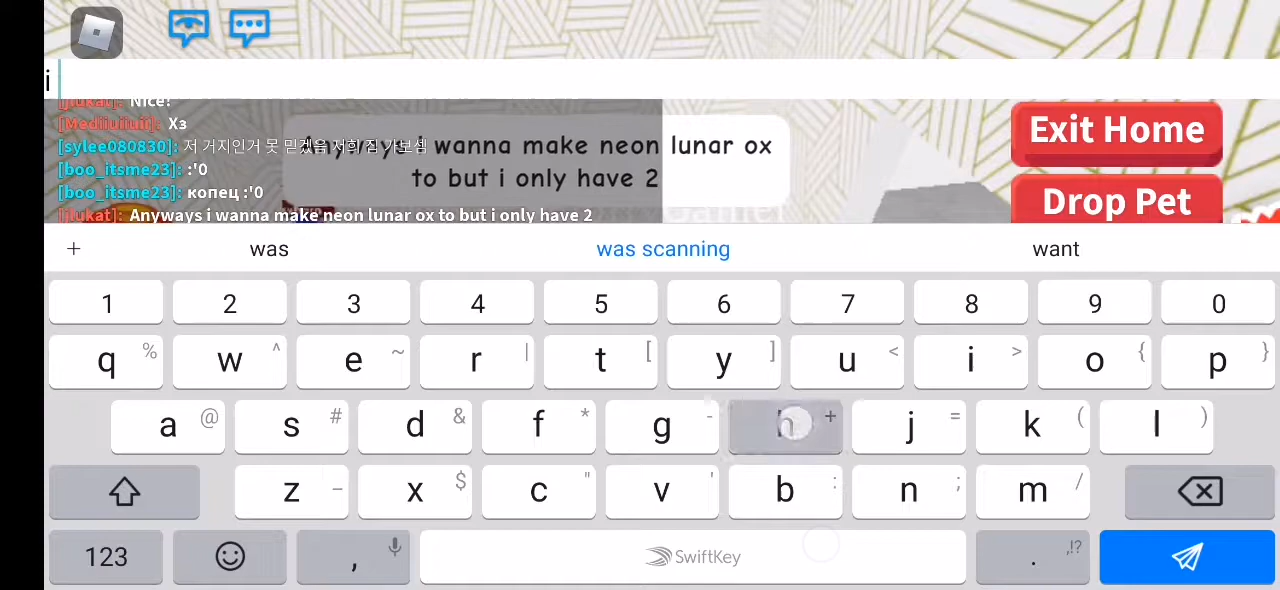 i
[jlukat]: Nice!
[Mediiuiiuit]: Хз
[sylee080830]: 저 거지인거 못 믿겠음 저희 집 가보셈
[boo_itsme23]: :'0
[boo_itsme23]: копец :'0
[jlukat]: Anyways i wanna make neon lunar ox to but i only have 2
Anyways i wanna make neon lunar ox
to but i only have 2
Exit Home
Drop Pet
+ was was scanning want
1 2 3 4 5 6 7 8 9 0
q % w ^ e ~ r | t [ y ] u < i > o { p }
a @ s # d & f * g - h + j = k ( l )
z _ x $ c " v ' b : n ; m /
123 , SwiftKey . ,!?